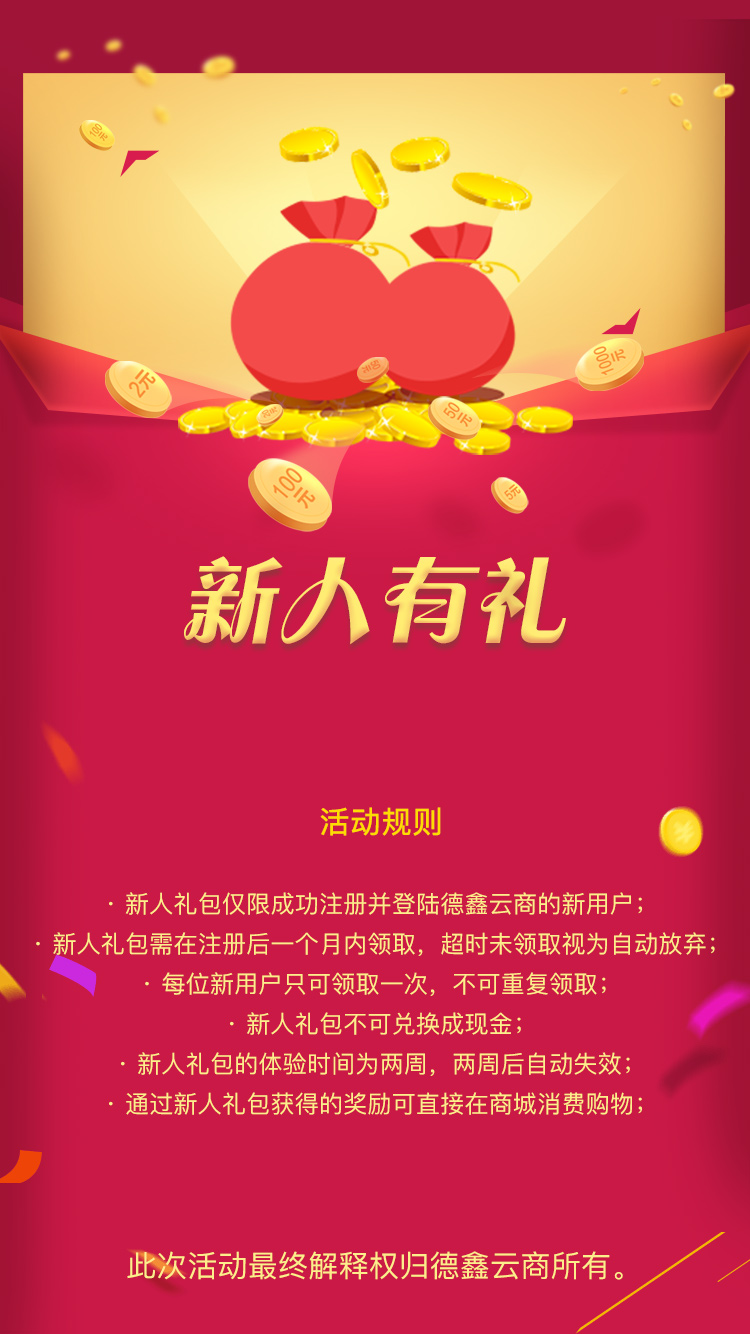 100元
2元
100元
50元
100元
5元
新人有礼
活动规则
· 新人礼包仅限成功注册并登陆德鑫云商的新用户；
· 新人礼包需在注册后一个月内领取，超时未领取视为自动放弃；
· 每位新用户只可领取一次，不可重复领取；
· 新人礼包不可兑换成现金；
· 新人礼包的体验时间为两周，两周后自动失效；
· 通过新人礼包获得的奖励可直接在商城消费购物；
此次活动最终解释权归德鑫云商所有。